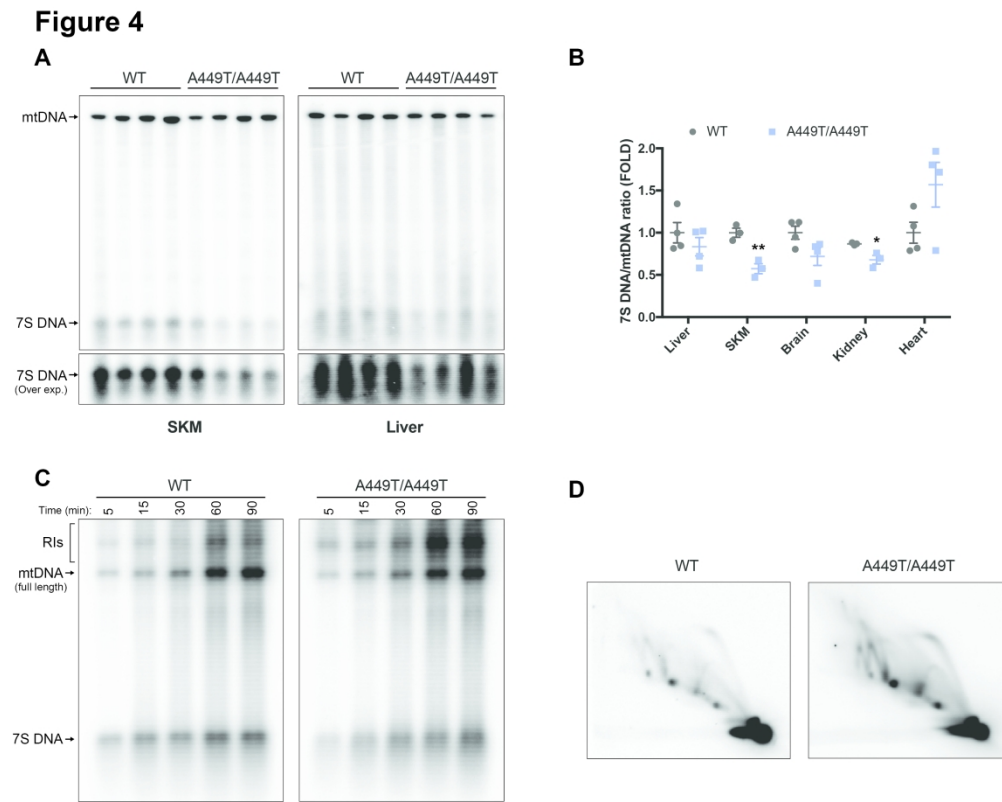 Figure 4
A
WT A449T/A449T WT A449T/A449T
mtDNA
7S DNA
7S DNA
(Over exp.)
SKM Liver
B
WT A449T/A449T
7S DNA/mtDNA ratio (FOLD)
2.0
1.5
1.0
0.5
0.0
** *
Liver SKM Brain Kidney Heart
C
WT A449T/A449T
Time (min): 5 15 30 60 90 5 15 30 60 90
RIs
mtDNA
(full length)
7S DNA
D
WT A449T/A449T